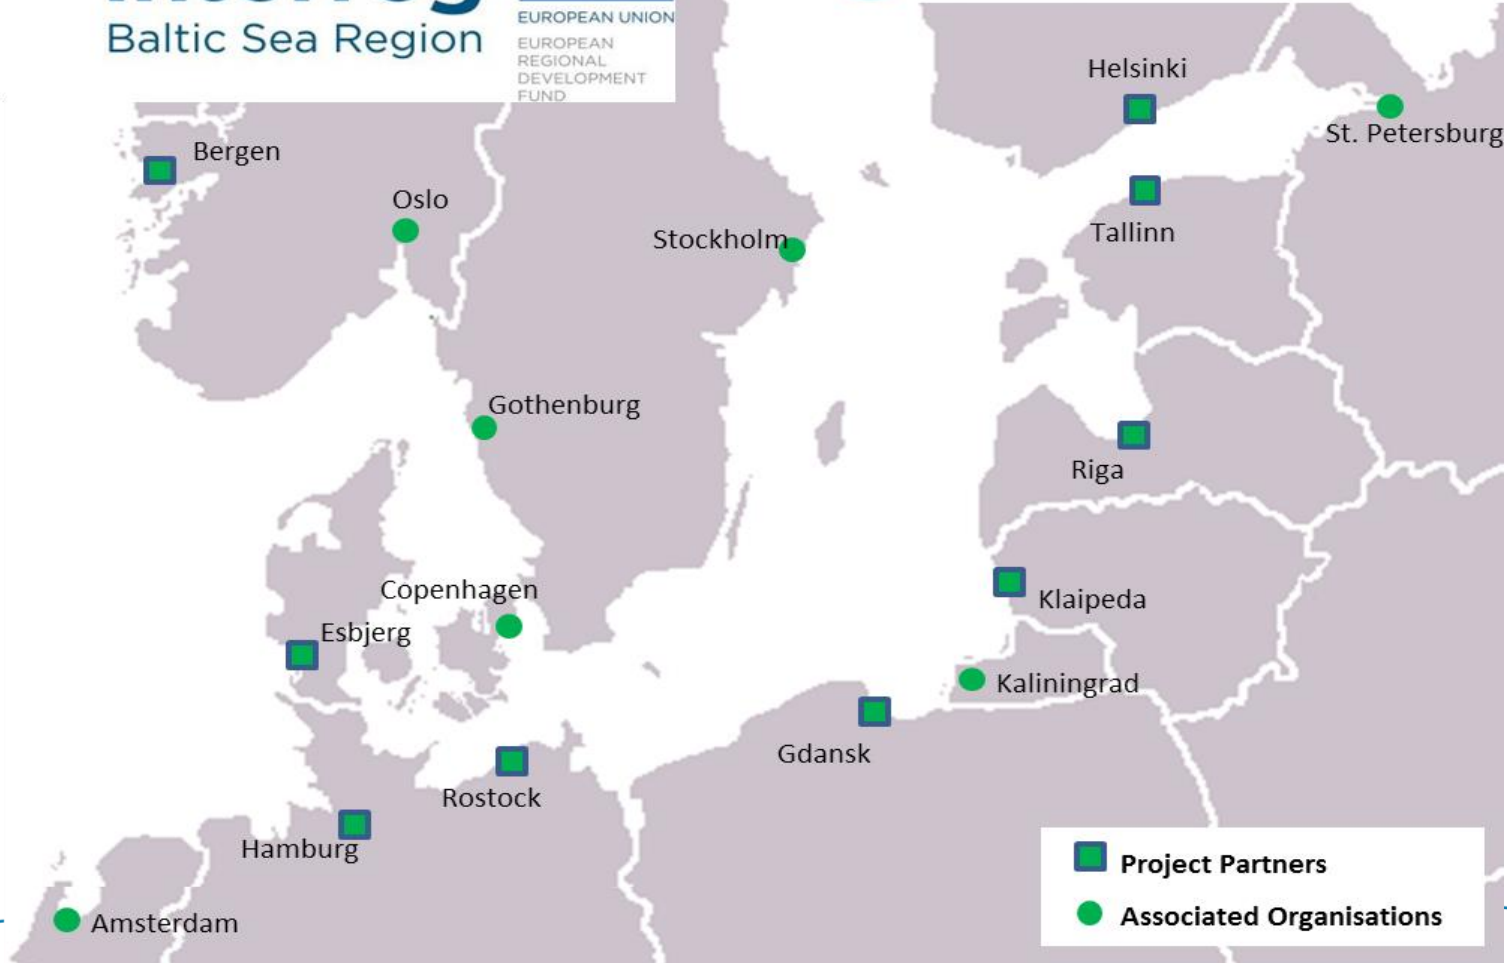 Baltic Sea Region
EUROPEAN UNION
EUROPEAN
REGIONAL
DEVELOPMENT
FUND
Helsinki
St. Petersburg
Bergen
Oslo
Stockholm
Tallinn
Gothenburg
Riga
Copenhagen
Klaipeda
Esbjerg
Kaliningrad
Gdansk
Rostock
Hamburg
Amsterdam
Project Partners
Associated Organisations